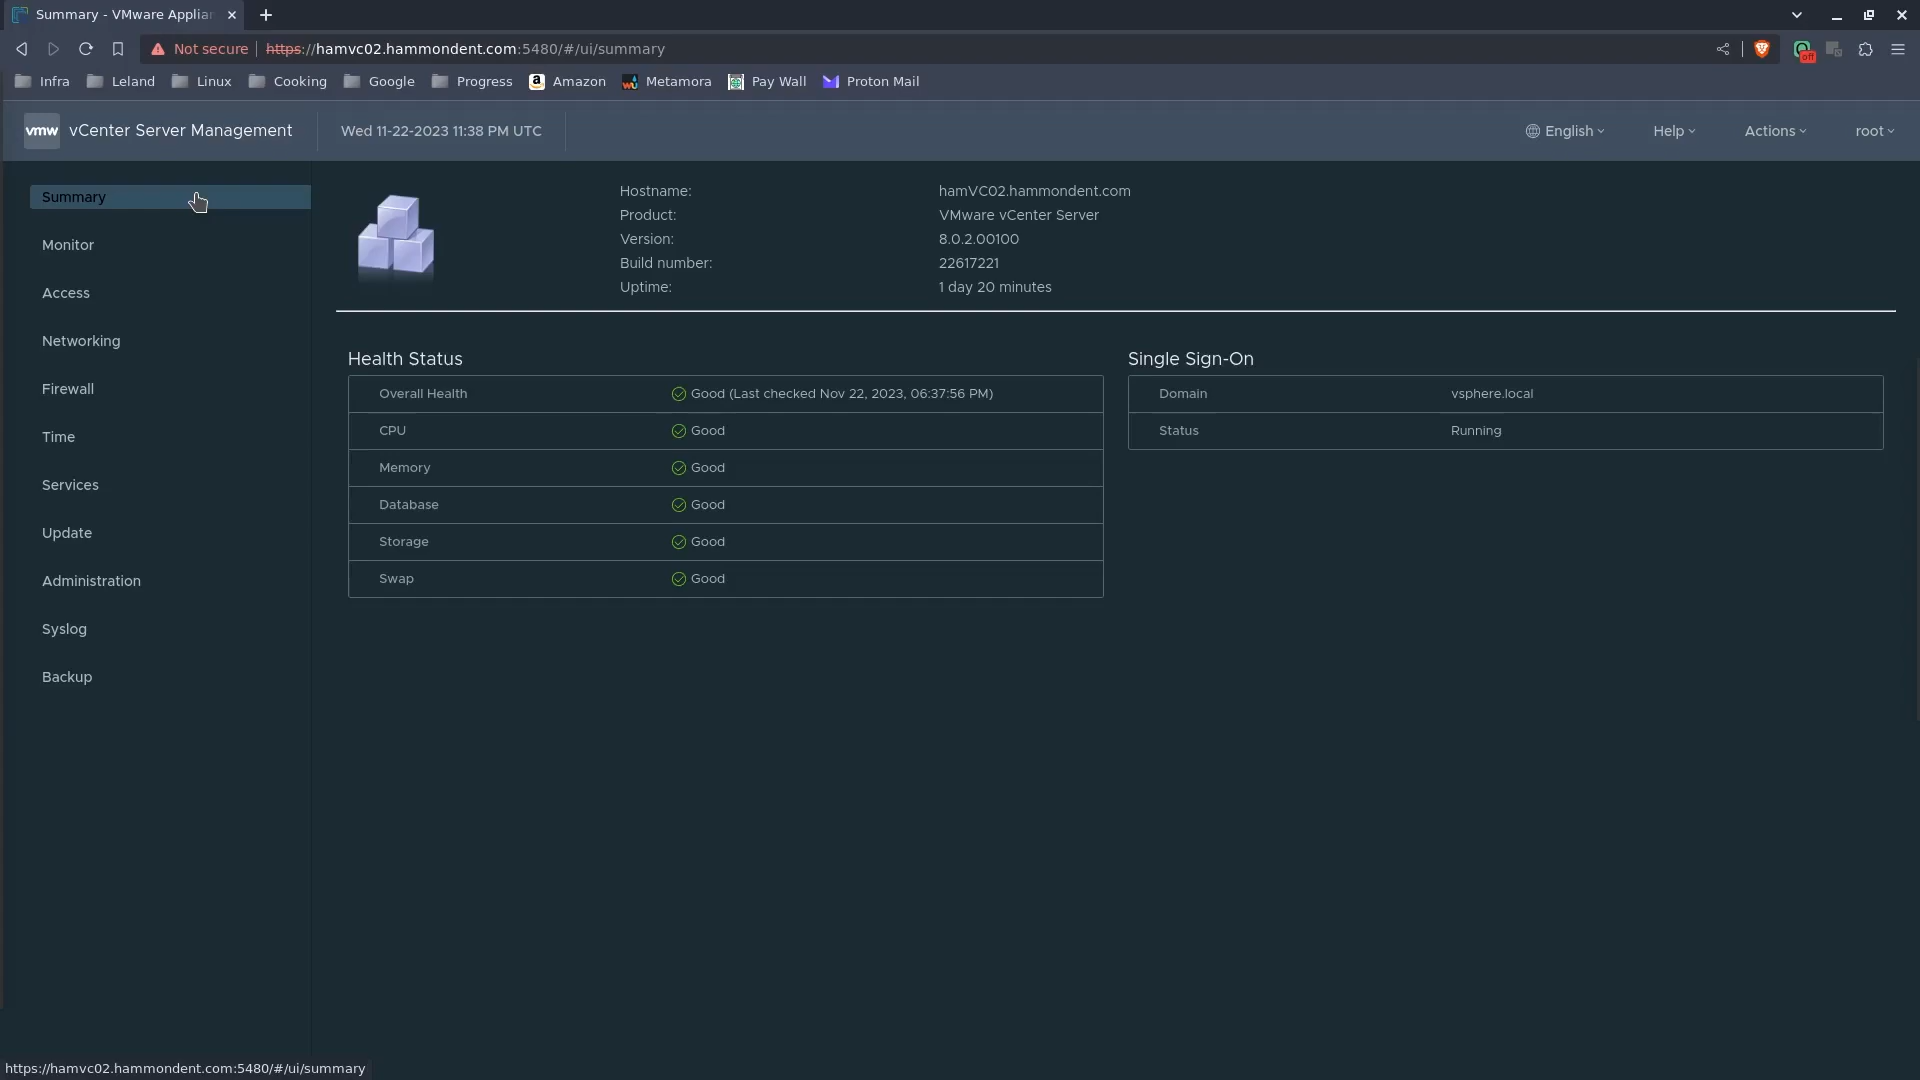 Summary - VMware Applian
Not secure https://hamvc02.hammondent.com:5480/#/ui/summary
off
Infra Leland Linux Cooking Google Progress Amazon Metamora Pay Wall Proton Mail
vmw vCenter Server Management Wed 11-22-2023 11:38 PM UTC English Help Actions root
Summary
Monitor
Access
Networking
Firewall
Time
Services
Update
Administration
Syslog
Backup
Hostname: hamVC02.hammondent.com
Product: VMware vCenter Server
Version: 8.0.2.00100
Build number: 22617221
Uptime: 1 day 20 minutes
Health Status
Overall Health Good (Last checked Nov 22, 2023, 06:37:56 PM)
CPU Good
Memory Good
Database Good
Storage Good
Swap Good
Single Sign-On
Domain vsphere.local
Status Running
https://hamvc02.hammondent.com:5480/#/ui/summary